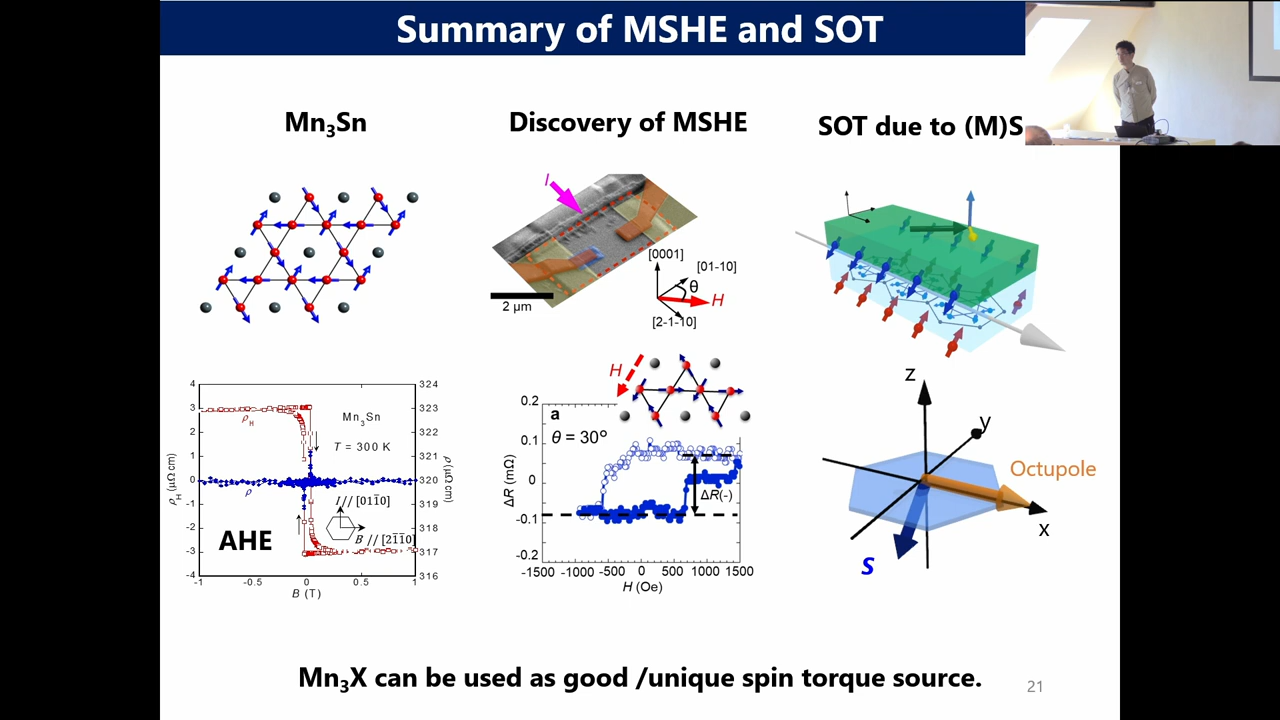 Summary of MSHE and SOT
Mn3Sn
Discovery of MSHE
SOT due to (M)S
I
2 μm
[0001]
[01-10]
θ
H
[2-1-10]
AHE
ρH
Mn3Sn
T = 300 K
ρ
I // [011̅0]
B // [21̅1̅0]
ρH (μΩ cm)
4
3
2
1
0
-1
-2
-3
-4
-1
-0.5
0
0.5
1
B (T)
324
323
322
321
320
319
318
317
316
ρ (μΩ cm)
H
a
θ = 30°
ΔR(-)
ΔR (mΩ)
0.2
0.1
0
-0.1
-0.2
-1500
-1000
-500
0
500
1000
1500
H (Oe)
z
y
Octupole
x
S
Mn3X can be used as good /unique spin torque source.
21